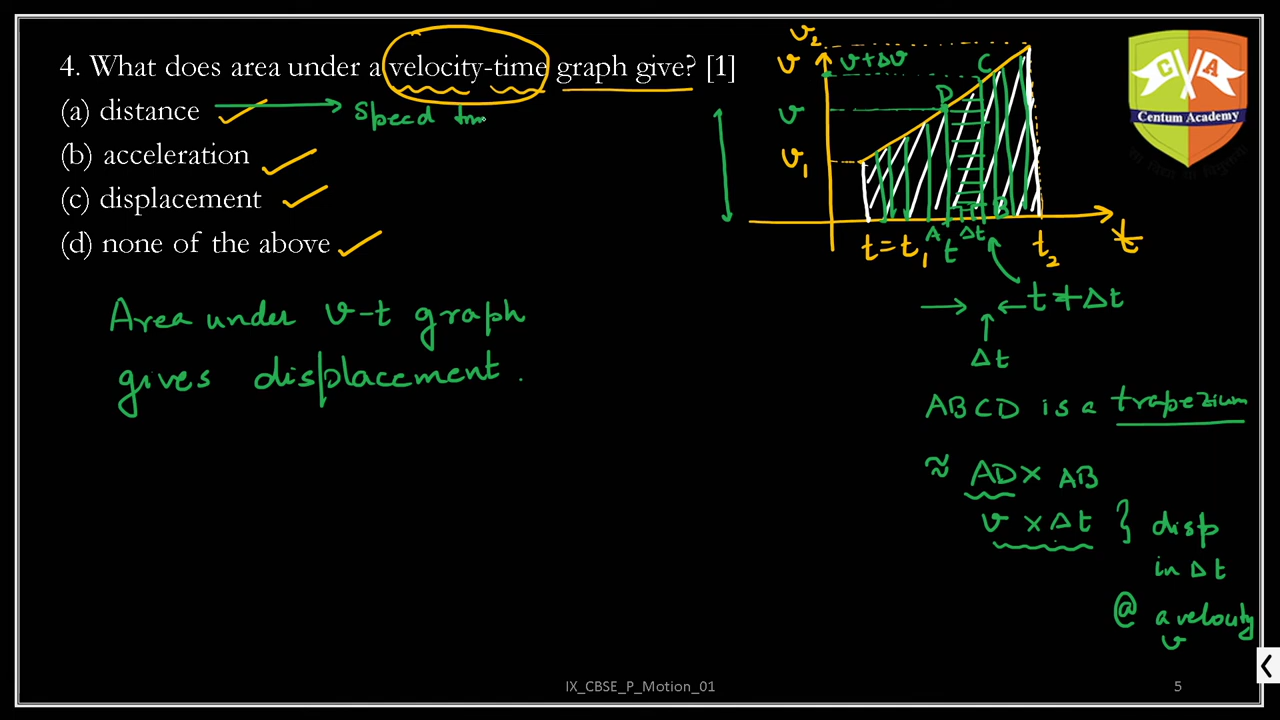 4. What does area under a velocity-time graph give? [1]
(a) distance → Speed
(b) acceleration
(c) displacement
(d) none of the above
Area under v-t graph
gives displacement.
v₂
v
v+Δv
v
v₁
C
D
A
B
t = t₁
t
Δt
t₂
t
t + Δt
Δt
ABCD is a trapezium
≈ AD × AB
v × Δt } disp
in Δt
@ a velocity
v
C A
Centum Academy
IX_CBSE_P_Motion_01
5